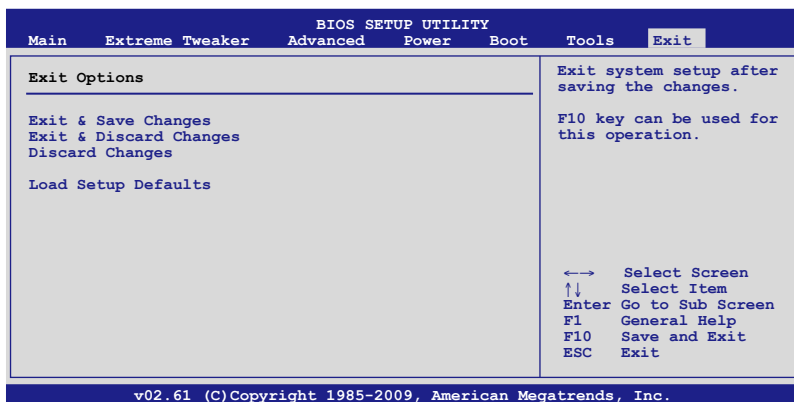 BIOS SETUP UTILITY
Main Extreme Tweaker Advanced Power Boot Tools Exit
Exit Options
Exit & Save Changes
Exit & Discard Changes
Discard Changes
Load Setup Defaults
Exit system setup after
saving the changes.
F10 key can be used for
this operation.
←→ Select Screen
↑↓ Select Item
Enter Go to Sub Screen
F1 General Help
F10 Save and Exit
ESC Exit
v02.61 (C)Copyright 1985-2009, American Megatrends, Inc.